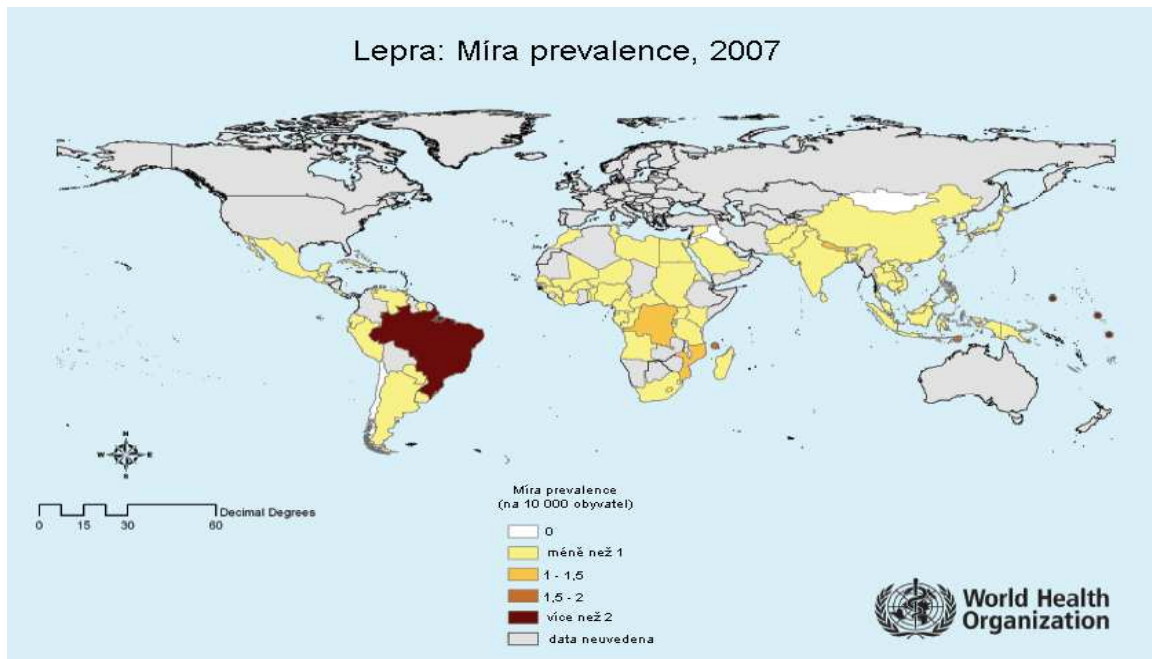 Lepra: Míra prevalence, 2007
N
W E
S
Decimal Degrees
0 15 30 60
Míra prevalence
(na 10 000 obyvatel)
0
méně než 1
1 - 1,5
1,5 - 2
více než 2
data neuvedena
World Health
Organization